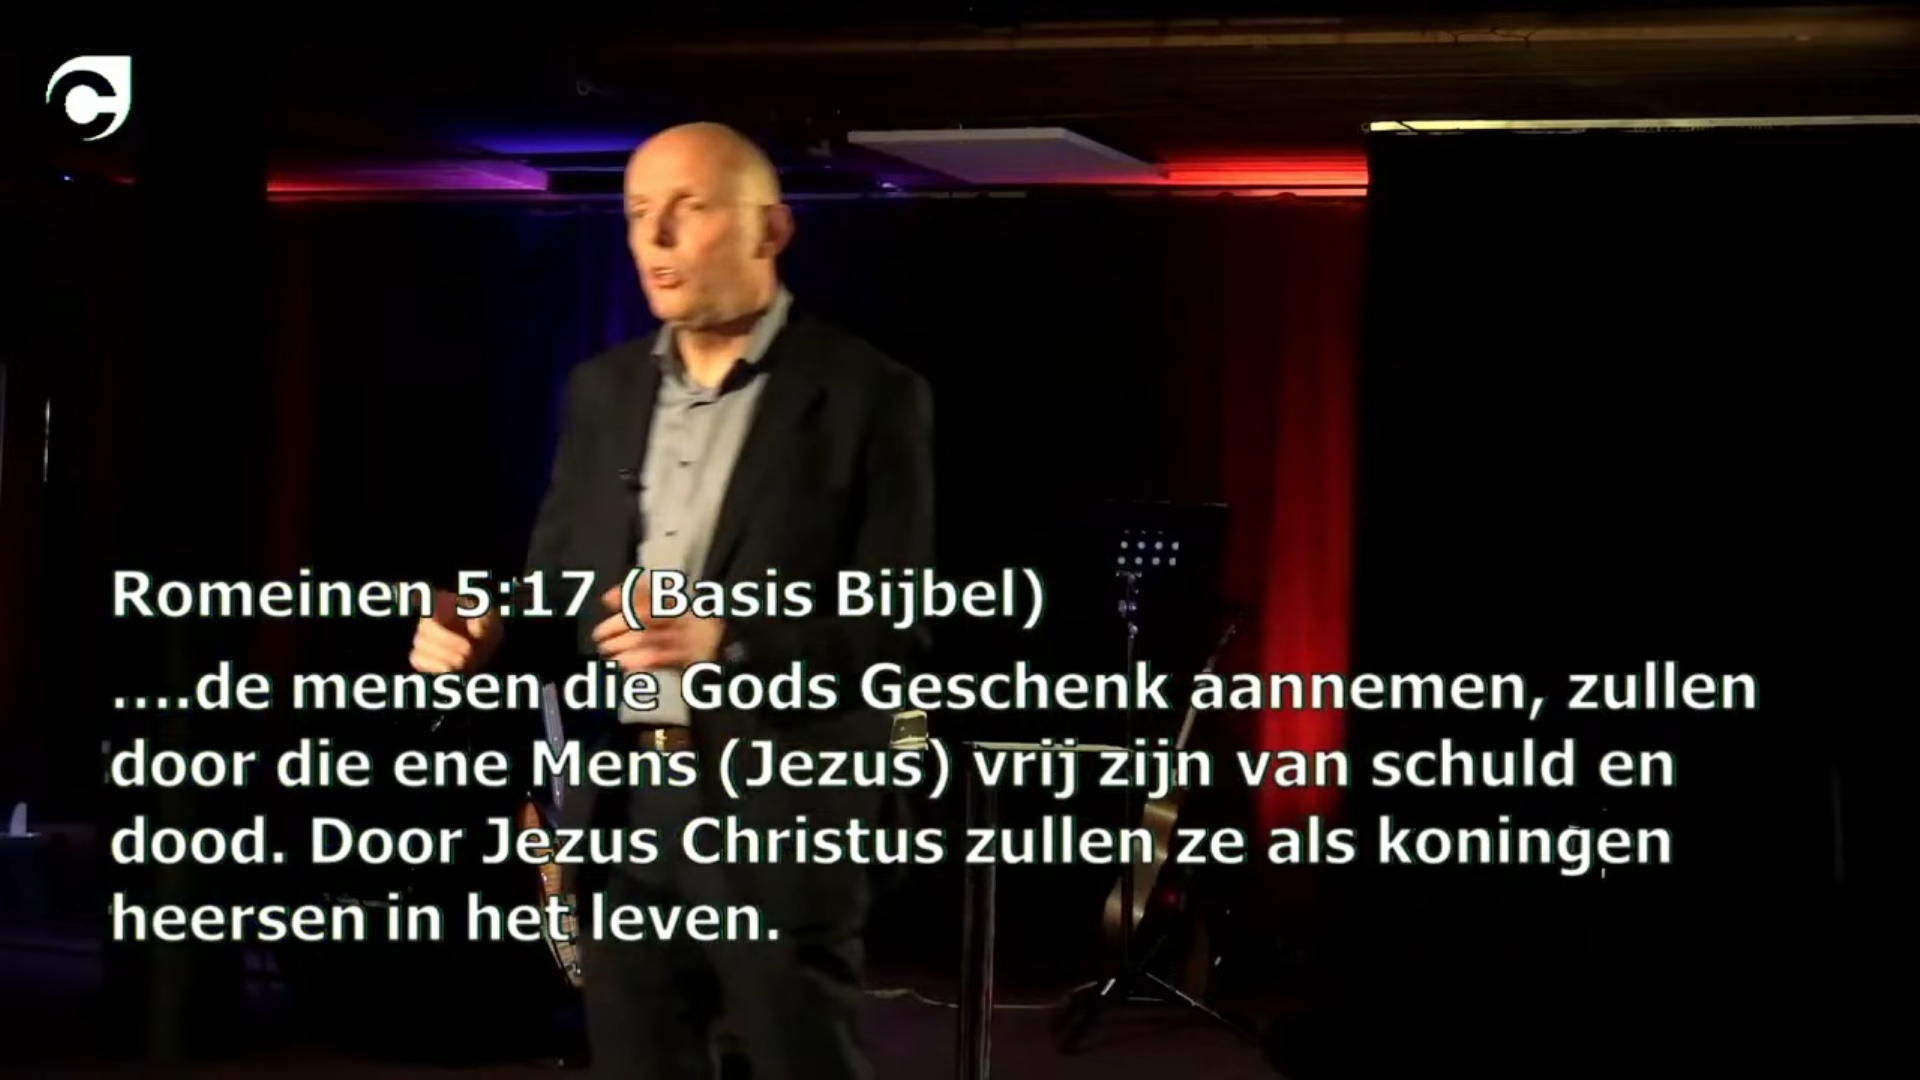 Romeinen 5:17 (Basis Bijbel)
....de mensen die Gods Geschenk aannemen, zullen
door die ene Mens (Jezus) vrij zijn van schuld en
dood. Door Jezus Christus zullen ze als koningen
heersen in het leven.